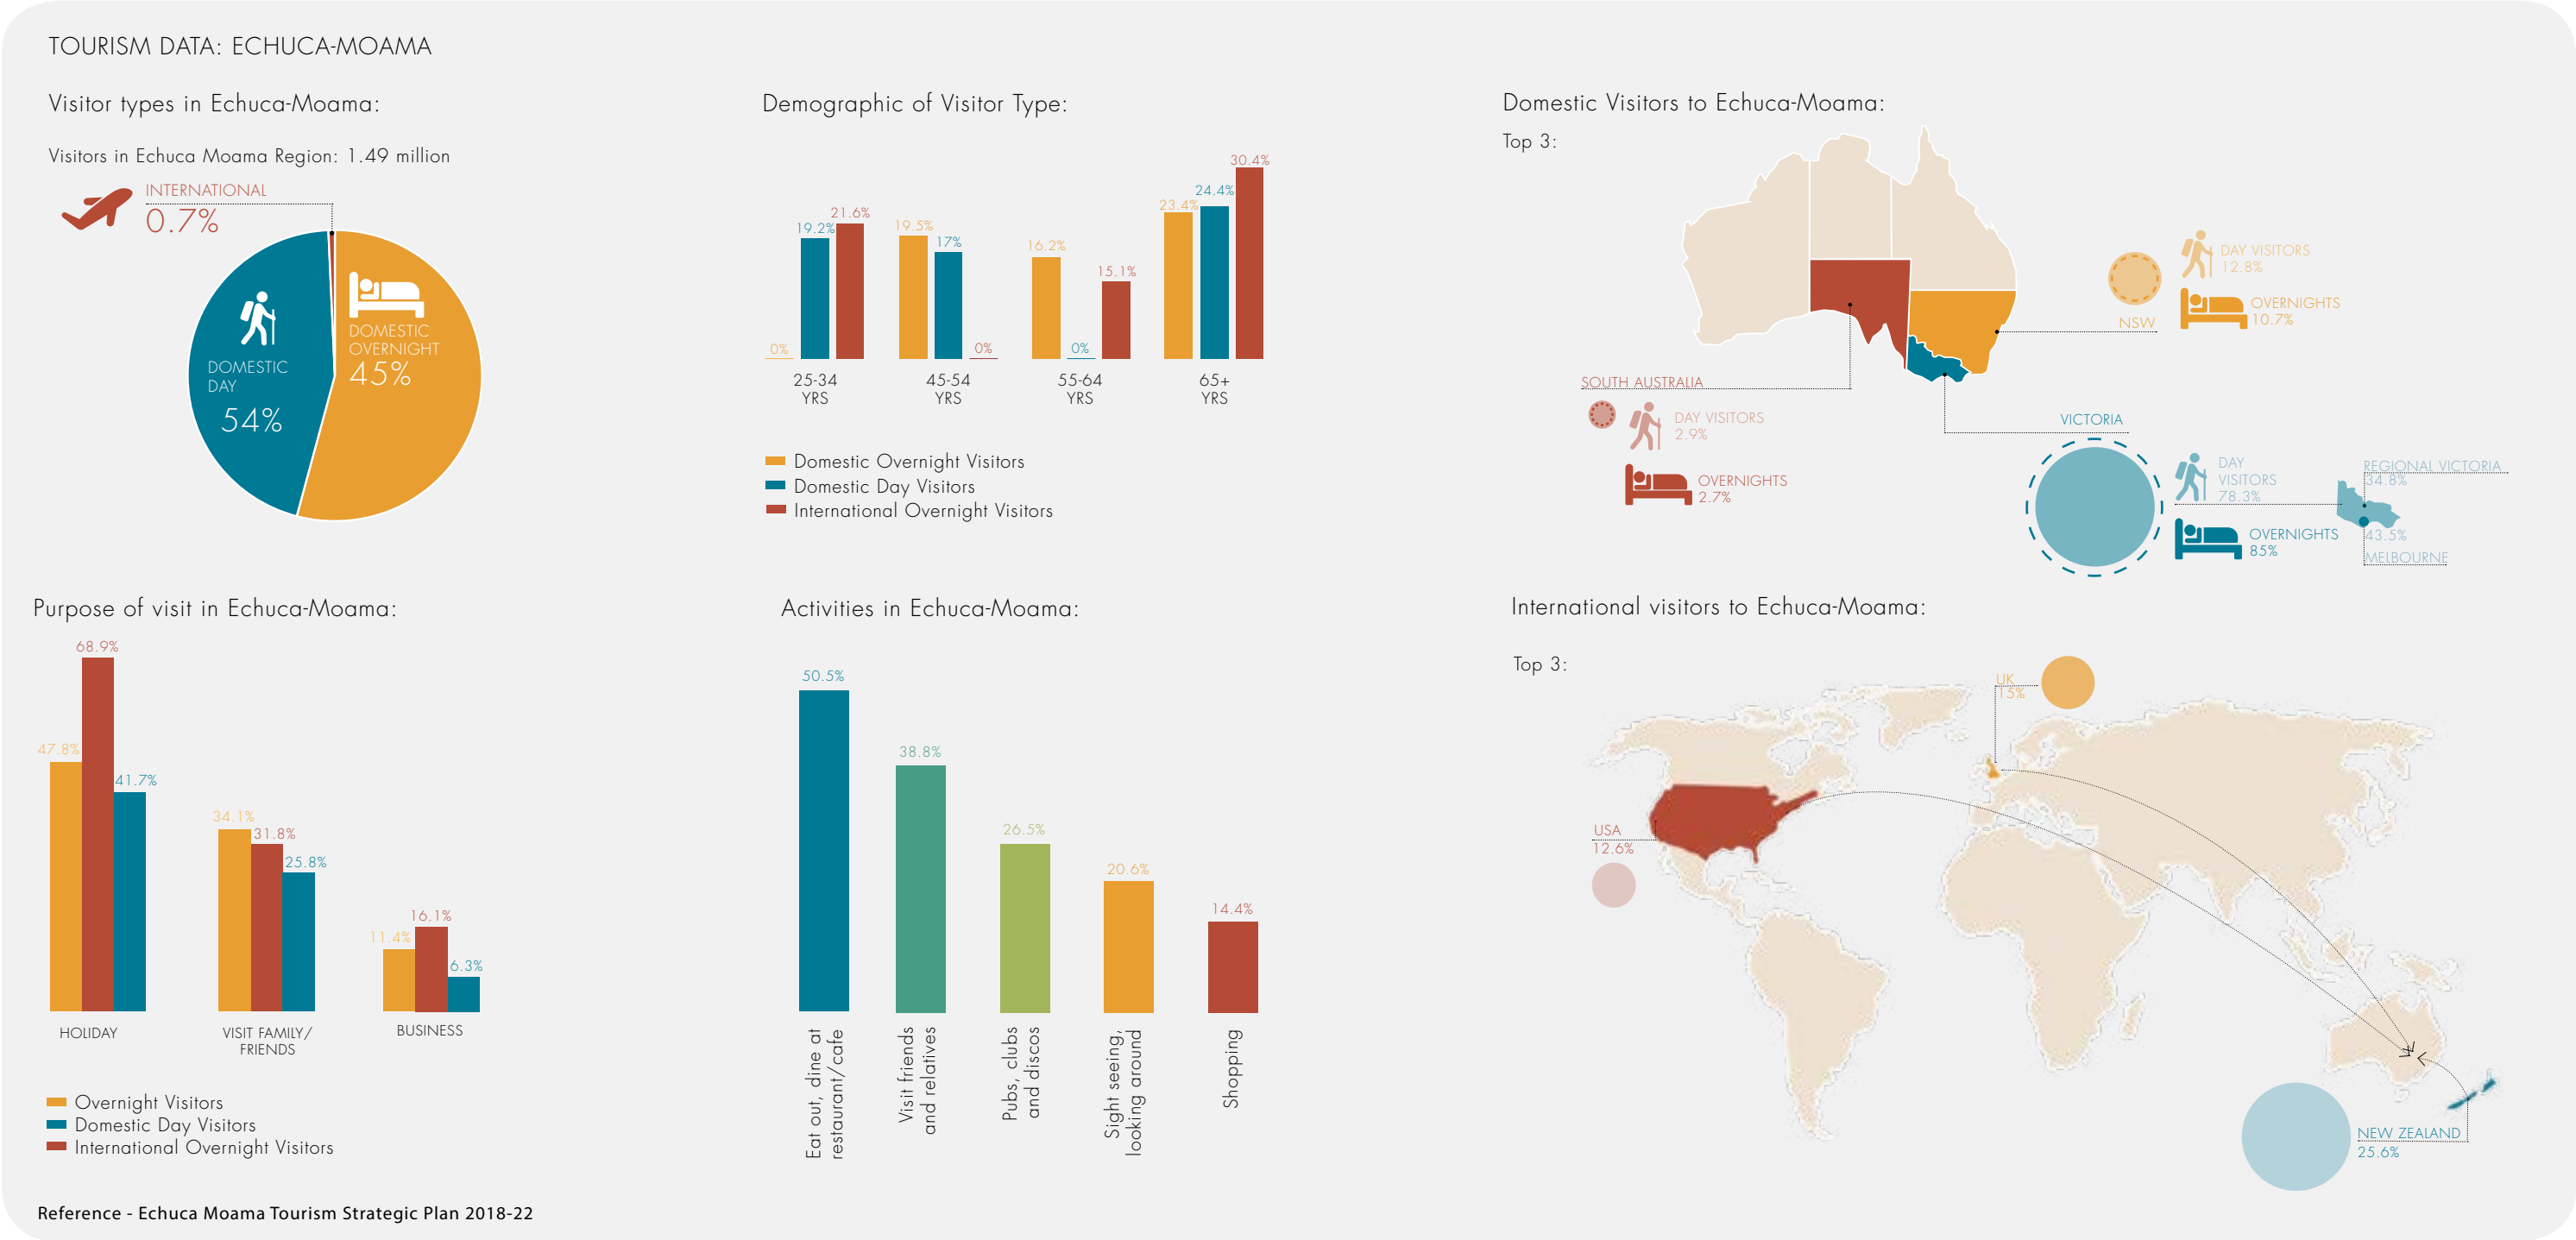 TOURISM DATA: ECHUCA-MOAMA
Visitor types in Echuca-Moama:
Visitors in Echuca Moama Region: 1.49 million
INTERNATIONAL
0.7%
DOMESTIC
OVERNIGHT
45%
DOMESTIC
DAY
54%
Demographic of Visitor Type:
0%
19.2%
21.6%
19.5%
17%
0%
16.2%
0%
15.1%
23.4%
24.4%
30.4%
25-34
YRS
45-54
YRS
55-64
YRS
65+
YRS
Domestic Overnight Visitors
Domestic Day Visitors
International Overnight Visitors
Domestic Visitors to Echuca-Moama:
Top 3:
DAY VISITORS
12.8%
OVERNIGHTS
10.7%
NSW
SOUTH AUSTRALIA
DAY VISITORS
2.9%
OVERNIGHTS
2.7%
VICTORIA
DAY
VISITORS
78.3%
OVERNIGHTS
85%
REGIONAL VICTORIA
34.8%
43.5%
MELBOURNE
Purpose of visit in Echuca-Moama:
47.8%
68.9%
41.7%
34.1%
31.8%
25.8%
11.4%
16.1%
6.3%
HOLIDAY
VISIT FAMILY/
FRIENDS
BUSINESS
Overnight Visitors
Domestic Day Visitors
International Overnight Visitors
Activities in Echuca-Moama:
50.5%
38.8%
26.5%
20.6%
14.4%
Eat out, dine at
restaurant/cafe
Visit friends
and relatives
Pubs, clubs
and discos
Sight seeing,
looking around
Shopping
International visitors to Echuca-Moama:
Top 3:
UK
15%
USA
12.6%
NEW ZEALAND
25.6%
Reference - Echuca Moama Tourism Strategic Plan 2018-22